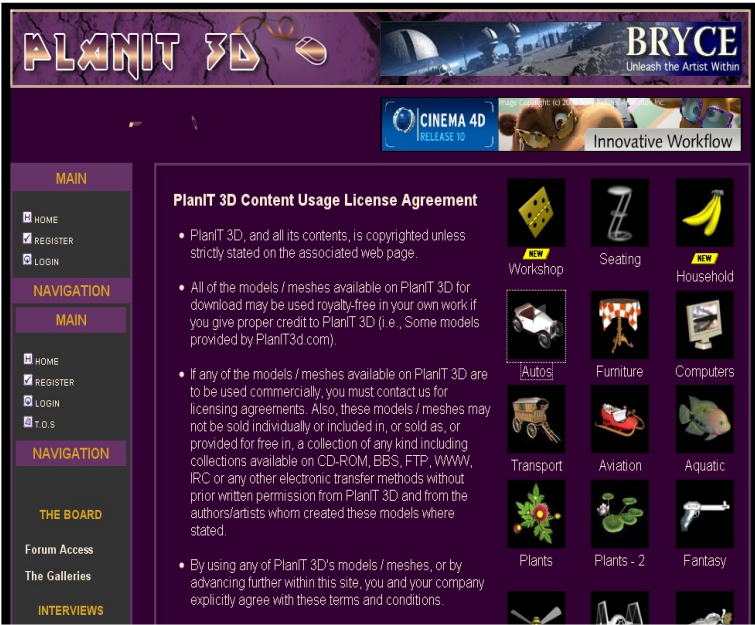 PLANIT 3D
BRYCE
Unleash the Artist Within
CINEMA 4D
RELEASE 10
Innovative Workflow
MAIN
HOME
REGISTER
LOGIN
NAVIGATION
MAIN
HOME
REGISTER
LOGIN
T.O.S
NAVIGATION
THE BOARD
Forum Access
The Galleries
INTERVIEWS
PlanIT 3D Content Usage License Agreement
• PlanIT 3D, and all its contents, is copyrighted unless
strictly stated on the associated web page.
• All of the models / meshes available on PlanIT 3D for
download may be used royalty-free in your own work if
you give proper credit to PlanIT 3D (i.e., Some models
provided by PlanIT3d.com).
• If any of the models / meshes available on PlanIT 3D are
to be used commercially, you must contact us for
licensing agreements. Also, these models / meshes may
not be sold individually or included in, or sold as, or
provided for free in, a collection of any kind including
collections available on CD-ROM, BBS, FTP, WWW,
IRC or any other electronic transfer methods without
prior written permission from PlanIT 3D and from the
authors/artists whom created these models where
stated.
• By using any of PlanIT 3D's models / meshes, or by
advancing further within this site, you and your company
explicitly agree with these terms and conditions.
NEW
Workshop
Seating
NEW
Household
Autos
Furniture
Computers
Transport
Aviation
Aquatic
Plants
Plants - 2
Fantasy